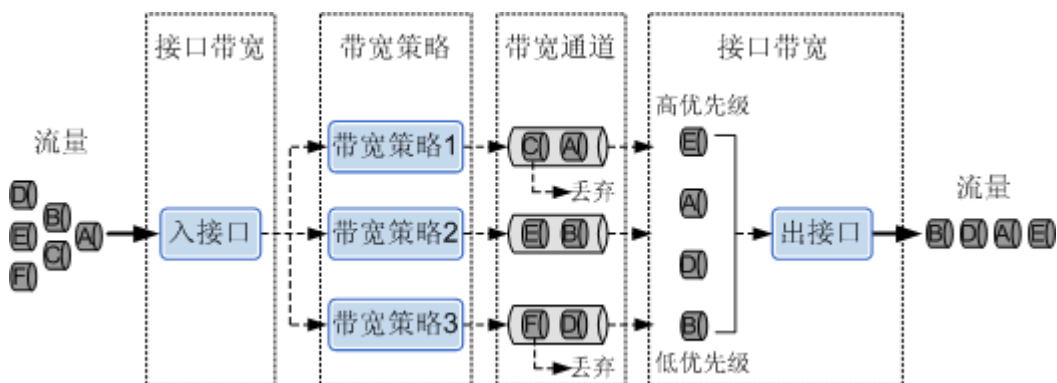 接口带宽
带宽策略
带宽通道
接口带宽
流量
D
B
E
A
C
F
入接口
带宽策略1
带宽策略2
带宽策略3
C A
丢弃
E B
F D
丢弃
高优先级
E
A
D
B
低优先级
出接口
流量
B D A E